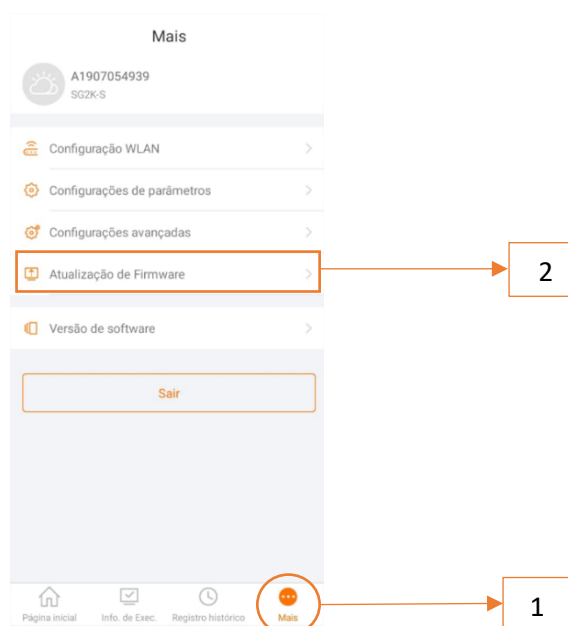 Mais
A1907054939
SG2K-S
Configuração WLAN
Configurações de parâmetros
Configurações avançadas
Atualização de Firmware
2
Versão de software
Sair
Página inicial
Info. de Exec.
Registro histórico
Mais
1